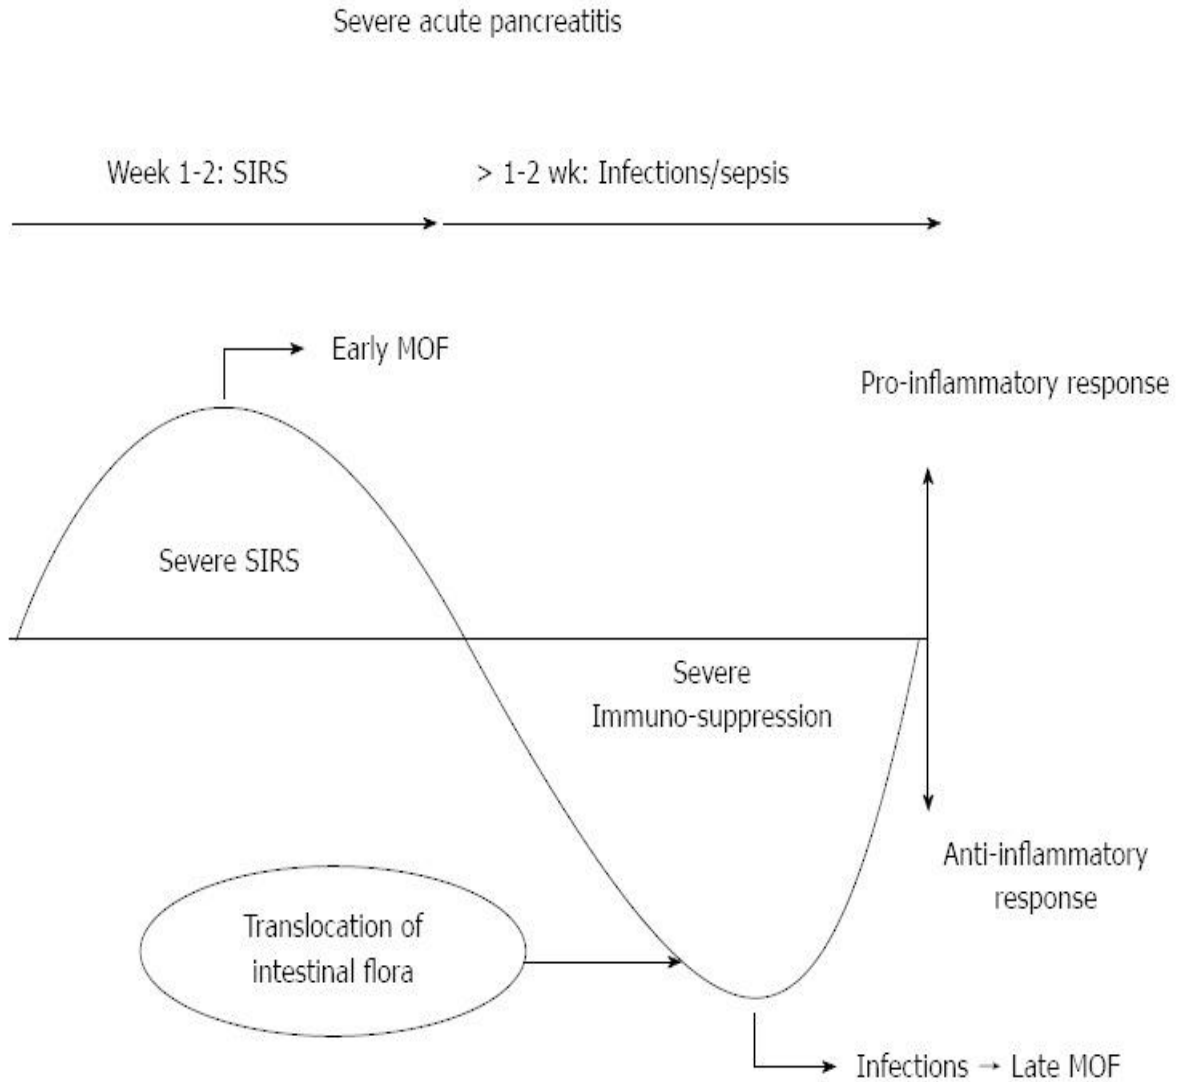 Severe acute pancreatitis
Week 1-2: SIRS
> 1-2 wk: Infections/sepsis
Early MOF
Pro-inflammatory response
Severe SIRS
Severe
Immuno-suppression
Anti-inflammatory
response
Translocation of
intestinal flora
Infections → Late MOF